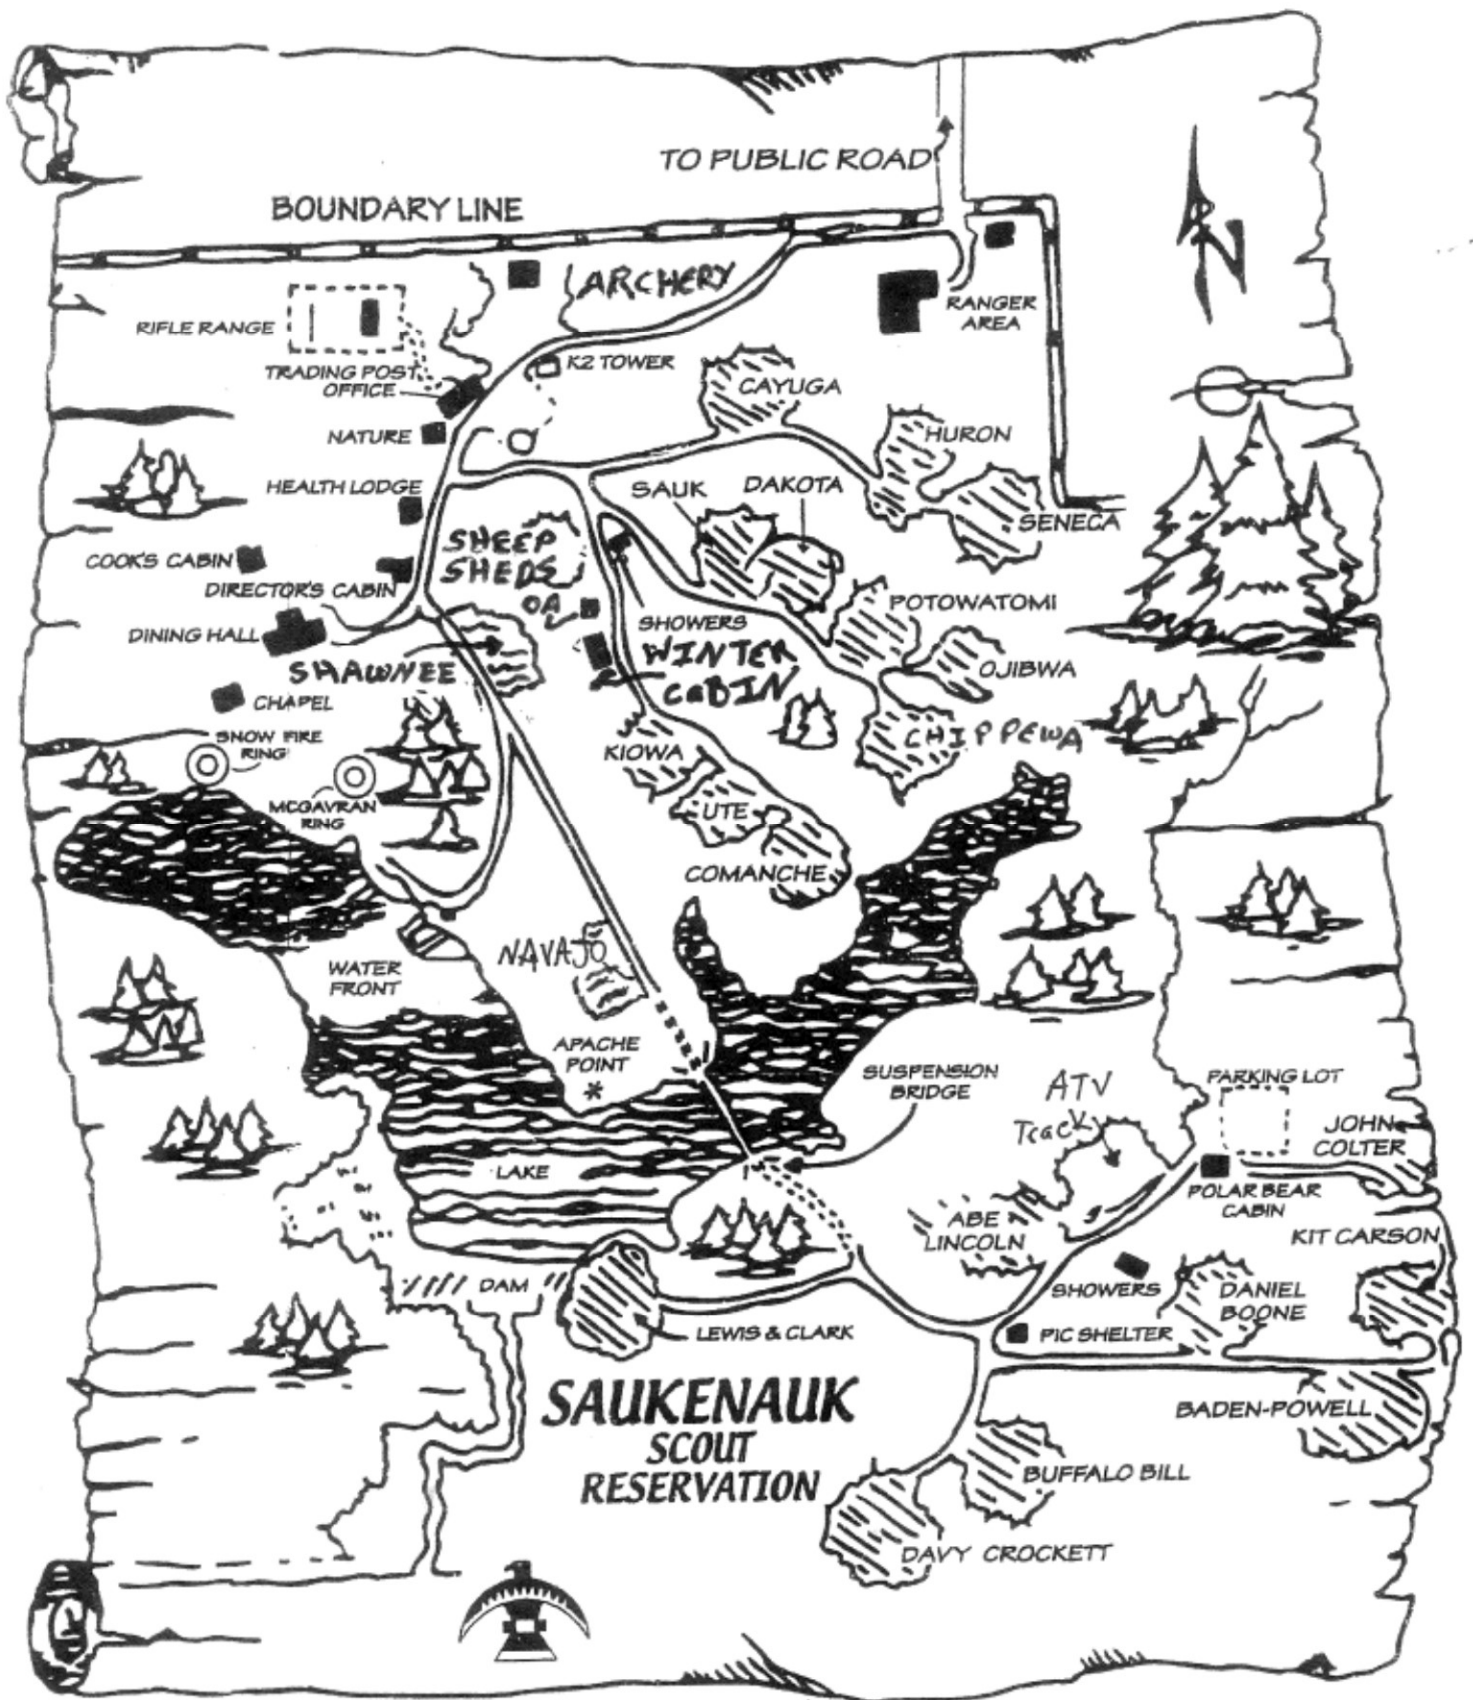 TO PUBLIC ROAD
BOUNDARY LINE
N
ARCHERY
RANGER
AREA
RIFLE RANGE
K2 TOWER
TRADING POST
OFFICE
CAYUGA
NATURE
HURON
HEALTH LODGE
SAUK
DAKOTA
SENECA
SHEEP
SHEDS
COOK'S CABIN
DIRECTOR'S CABIN
OA
POTOWATOMI
DINING HALL
SHOWERS
WINTER
CABIN
SHAWNEE
OJIBWA
CHAPEL
CHIPPEWA
SNOW FIRE
RING
KIOWA
MCGAVRAN
RING
UTE
COMANCHE
NAVAJO
WATER
FRONT
APACHE
POINT
*
SUSPENSION
BRIDGE
ATV
Track
PARKING LOT
JOHN
COLTER
LAKE
POLAR BEAR
CABIN
ABE
LINCOLN
KIT CARSON
DAM
SHOWERS
DANIEL
BOONE
LEWIS & CLARK
PIC SHELTER
SAUKENAUK
SCOUT
RESERVATION
BADEN-POWELL
BUFFALO BILL
DAVY CROCKETT